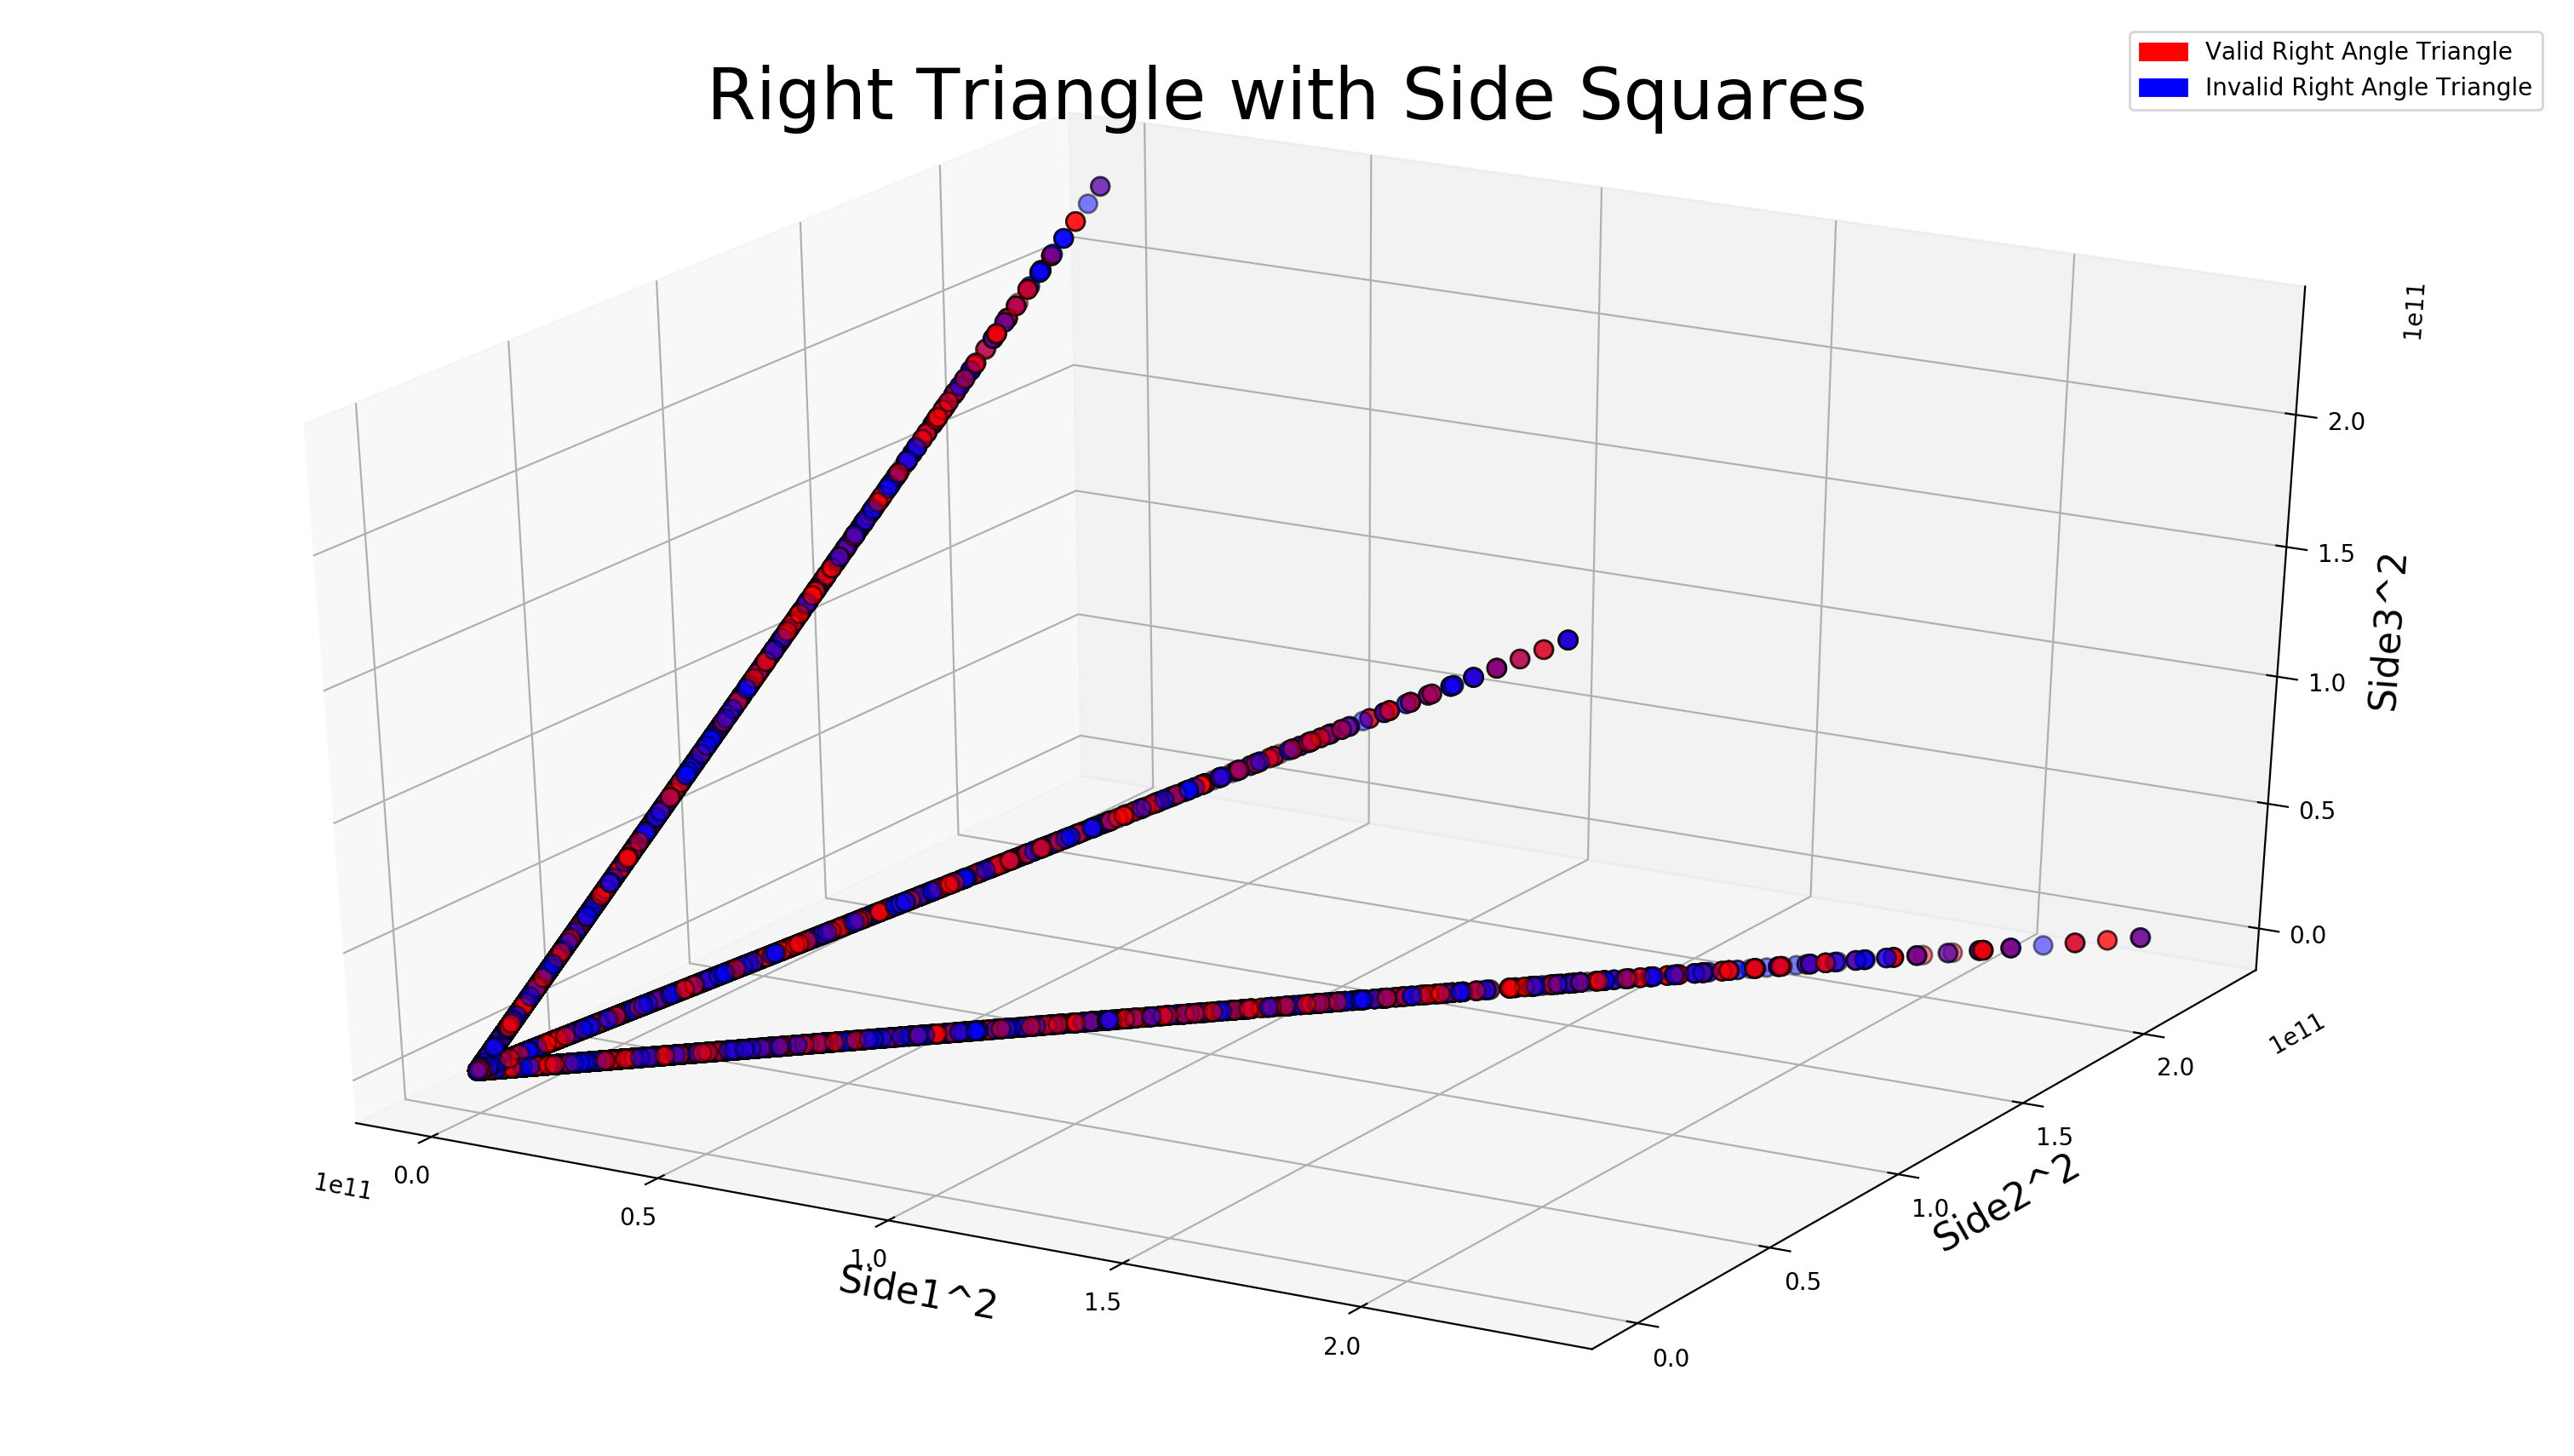 Right Triangle with Side Squares
Valid Right Angle Triangle
Invalid Right Angle Triangle
1e11
2.0
1.5
1.0
0.5
0.0
Side3^2
1e11
2.0
1.5
1.0
0.5
0.0
Side2^2
1e11
0.0
0.5
1.0
1.5
2.0
Side1^2